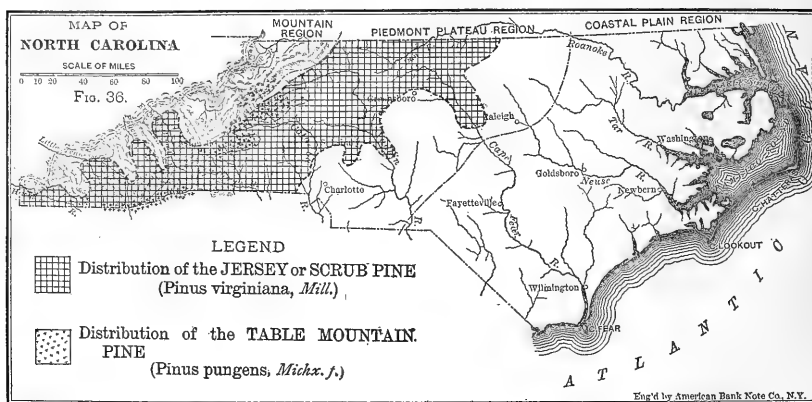 MAP OF
NORTH CAROLINA
SCALE OF MILES
0 10 20 40 60 80 100
FIG. 36.
MOUNTAIN
REGION
PIEDMONT PLATEAU REGION
COASTAL PLAIN REGION
Roanoke R.
Raleigh
Tar R.
Washington
Cape Fear R.
Goldsboro
Neuse
Newbern
Charlotte
Fayetteville
R.
R.
HATT
LOOKOUT
Wilmington
C. FEAR
ATLANTIC
LEGEND
Distribution of the JERSEY or SCRUB PINE
(Pinus virginiana, Mill.)
Distribution of the TABLE MOUNTAIN.
PINE
(Pinus pungens, Michx. f.)
Eng'd by American Bank Note Co., N.Y.